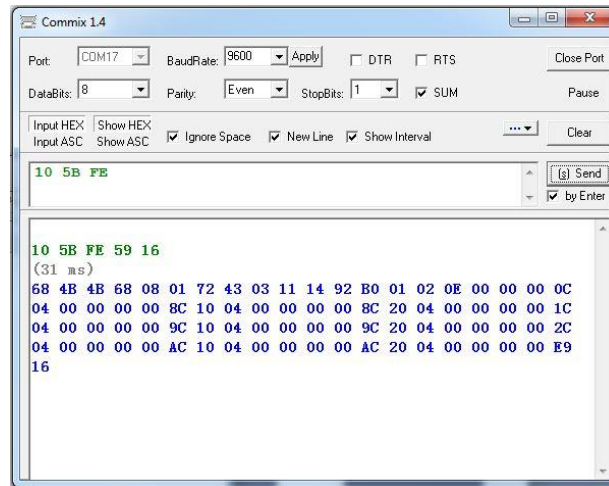 Commix 1.4
Port: COM17 BaudRate: 9600 Apply DTR RTS Close Port
DataBits: 8 Parity: Even StopBits: 1 SUM Pause
Input HEX Show HEX
Input ASC Show ASC Ignore Space New Line Show Interval ... Clear
10 5B FE (s) Send
by Enter
10 5B FE 59 16
(31 ms)
68 4B 4B 68 08 01 72 43 03 11 14 92 B0 01 02 0E 00 00 00 0C
04 00 00 00 00 8C 10 04 00 00 00 00 8C 20 04 00 00 00 00 1C
04 00 00 00 00 9C 10 04 00 00 00 00 9C 20 04 00 00 00 00 2C
04 00 00 00 00 AC 10 04 00 00 00 00 AC 20 04 00 00 00 00 E9
16